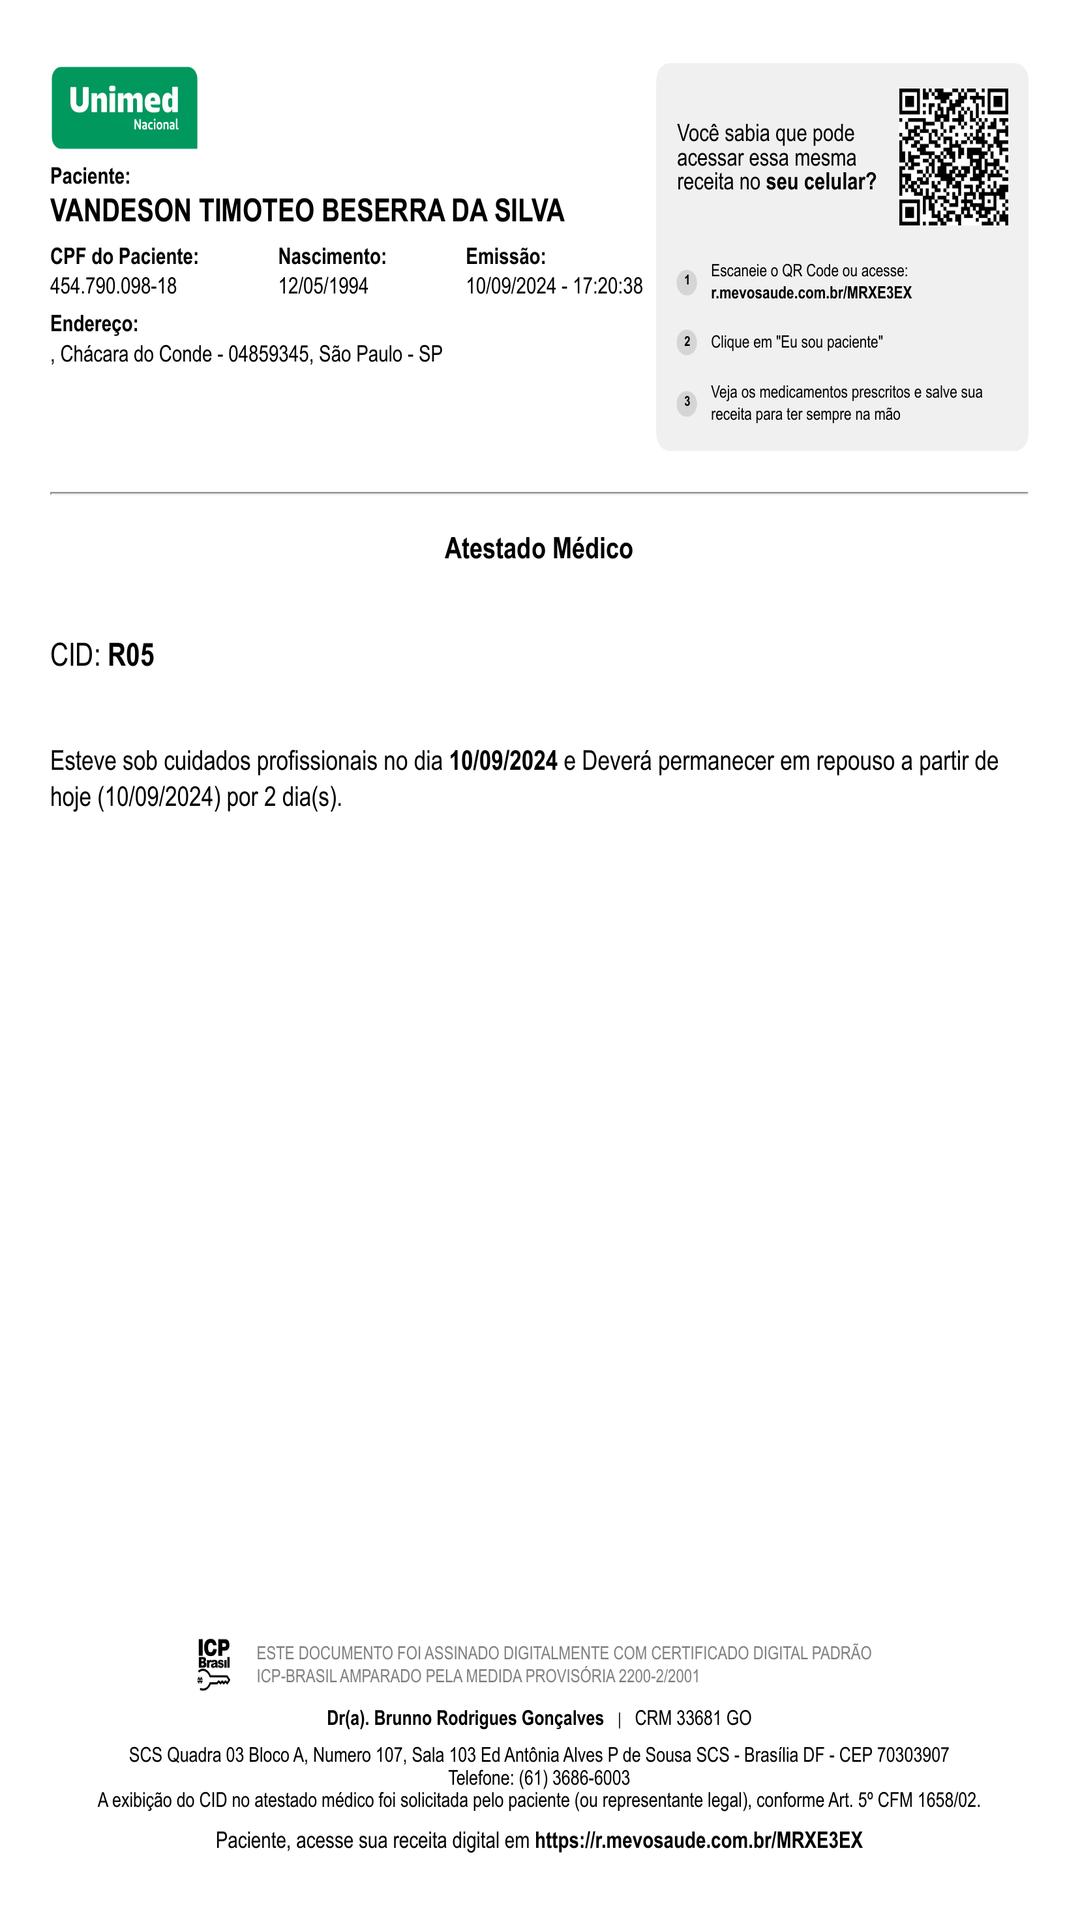 Unimed
Nacional
Paciente:
VANDESON TIMOTEO BESERRA DA SILVA
CPF do Paciente: Nascimento: Emissão:
454.790.098-18 12/05/1994 10/09/2024 - 17:20:38
Endereço:
, Chácara do Conde - 04859345, São Paulo - SP
Você sabia que pode
acessar essa mesma
receita no seu celular?
1 Escaneie o QR Code ou acesse:
r.mevosaude.com.br/MRXE3EX
2 Clique em "Eu sou paciente"
3 Veja os medicamentos prescritos e salve sua
receita para ter sempre na mão
Atestado Médico
CID: R05
Esteve sob cuidados profissionais no dia 10/09/2024 e Deverá permanecer em repouso a partir de
hoje (10/09/2024) por 2 dia(s).
ICP
Brasil
ESTE DOCUMENTO FOI ASSINADO DIGITALMENTE COM CERTIFICADO DIGITAL PADRÃO
ICP-BRASIL AMPARADO PELA MEDIDA PROVISÓRIA 2200-2/2001
Dr(a). Brunno Rodrigues Gonçalves | CRM 33681 GO
SCS Quadra 03 Bloco A, Numero 107, Sala 103 Ed Antônia Alves P de Sousa SCS - Brasília DF - CEP 70303907
Telefone: (61) 3686-6003
A exibição do CID no atestado médico foi solicitada pelo paciente (ou representante legal), conforme Art. 5º CFM 1658/02.
Paciente, acesse sua receita digital em https://r.mevosaude.com.br/MRXE3EX